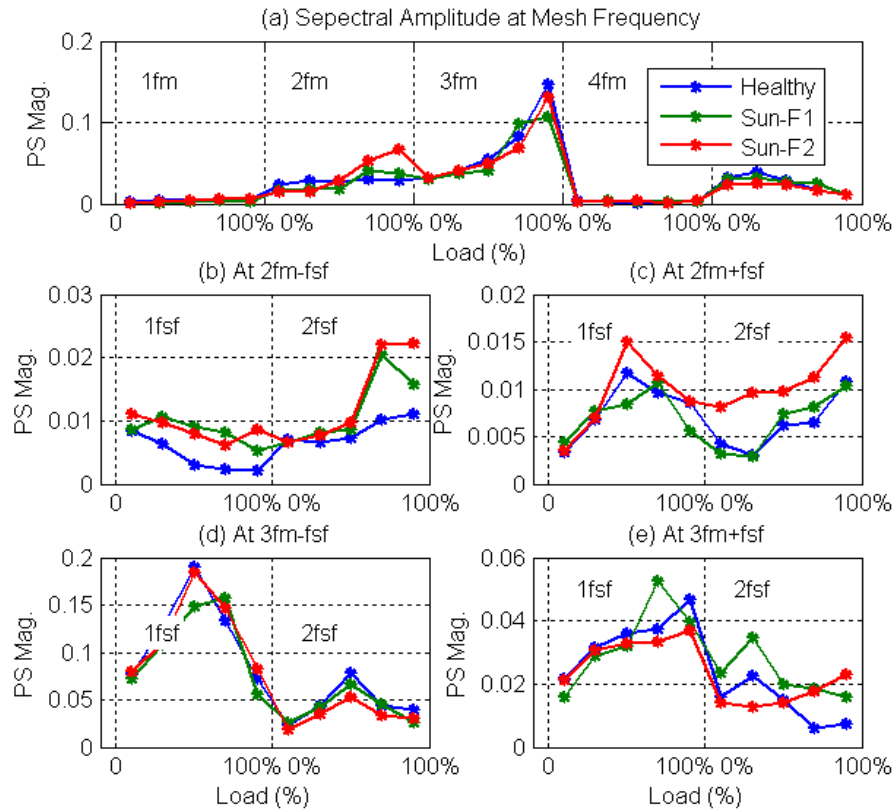 (a) Sepectral Amplitude at Mesh Frequency
0.2
0.1
0
PS Mag.
1fm 2fm 3fm 4fm
Healthy
Sun-F1
Sun-F2
0 100% 0% 100% 0% 100% 0% 100% 0% 100%
Load (%)
(b) At 2fm-fsf
0.03
0.02
0.01
0
PS Mag.
1fsf 2fsf
0 100% 0% 100%
(c) At 2fm+fsf
0.02
0.015
0.01
0.005
0
PS Mag.
1fsf 2fsf
0 100% 0% 100%
(d) At 3fm-fsf
0.2
0.15
0.1
0.05
0
PS Mag.
1fsf 2fsf
0 100% 0% 100%
Load (%)
(e) At 3fm+fsf
0.06
0.04
0.02
0
PS Mag.
1fsf 2fsf
0 100% 0% 100%
Load (%)